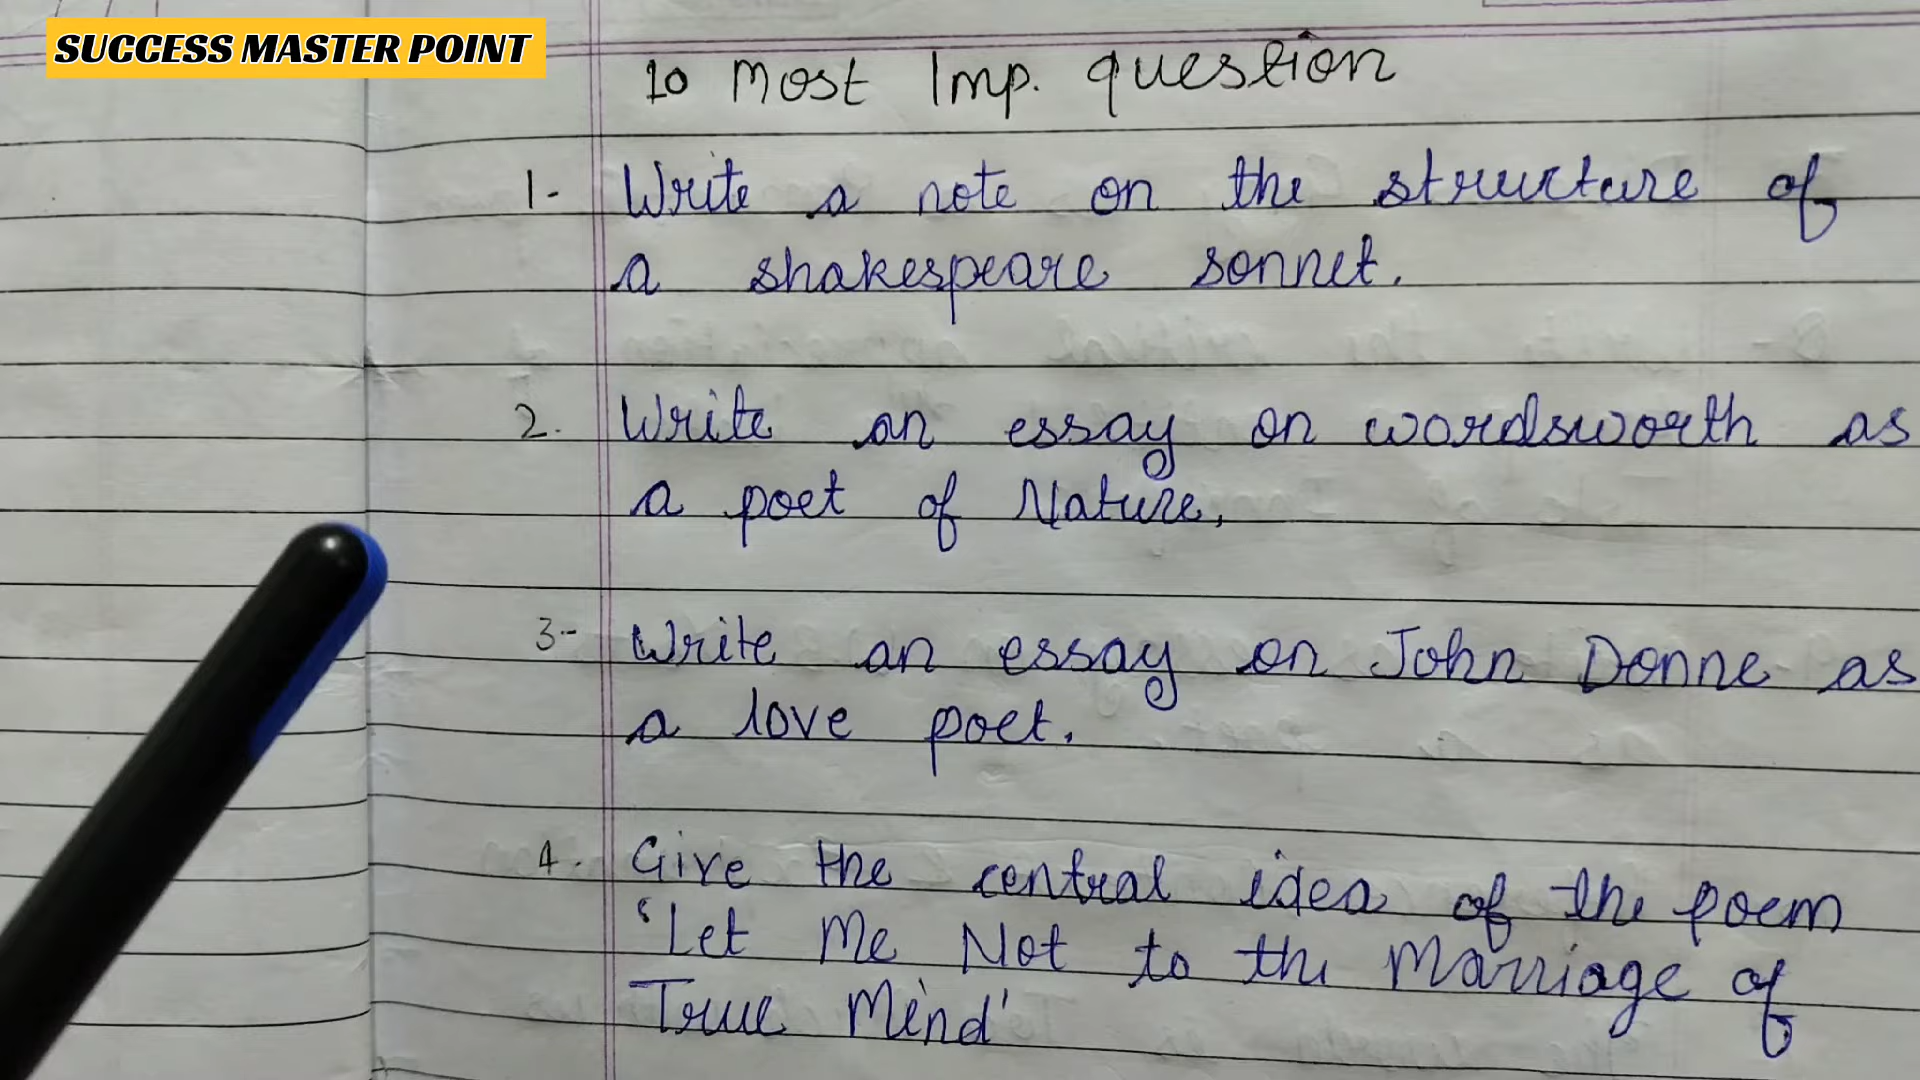 SUCCESS MASTER POINT
10 Most Imp. question
1- Write a note on the structure of
a shakespeare sonnet.
2. Write an essay on wordsworth as
a poet of Nature,
3- Write an essay on John Donne as
a love poet.
4. Give the central idea of the poem
'Let Me Not to the Marriage of
True Mind'